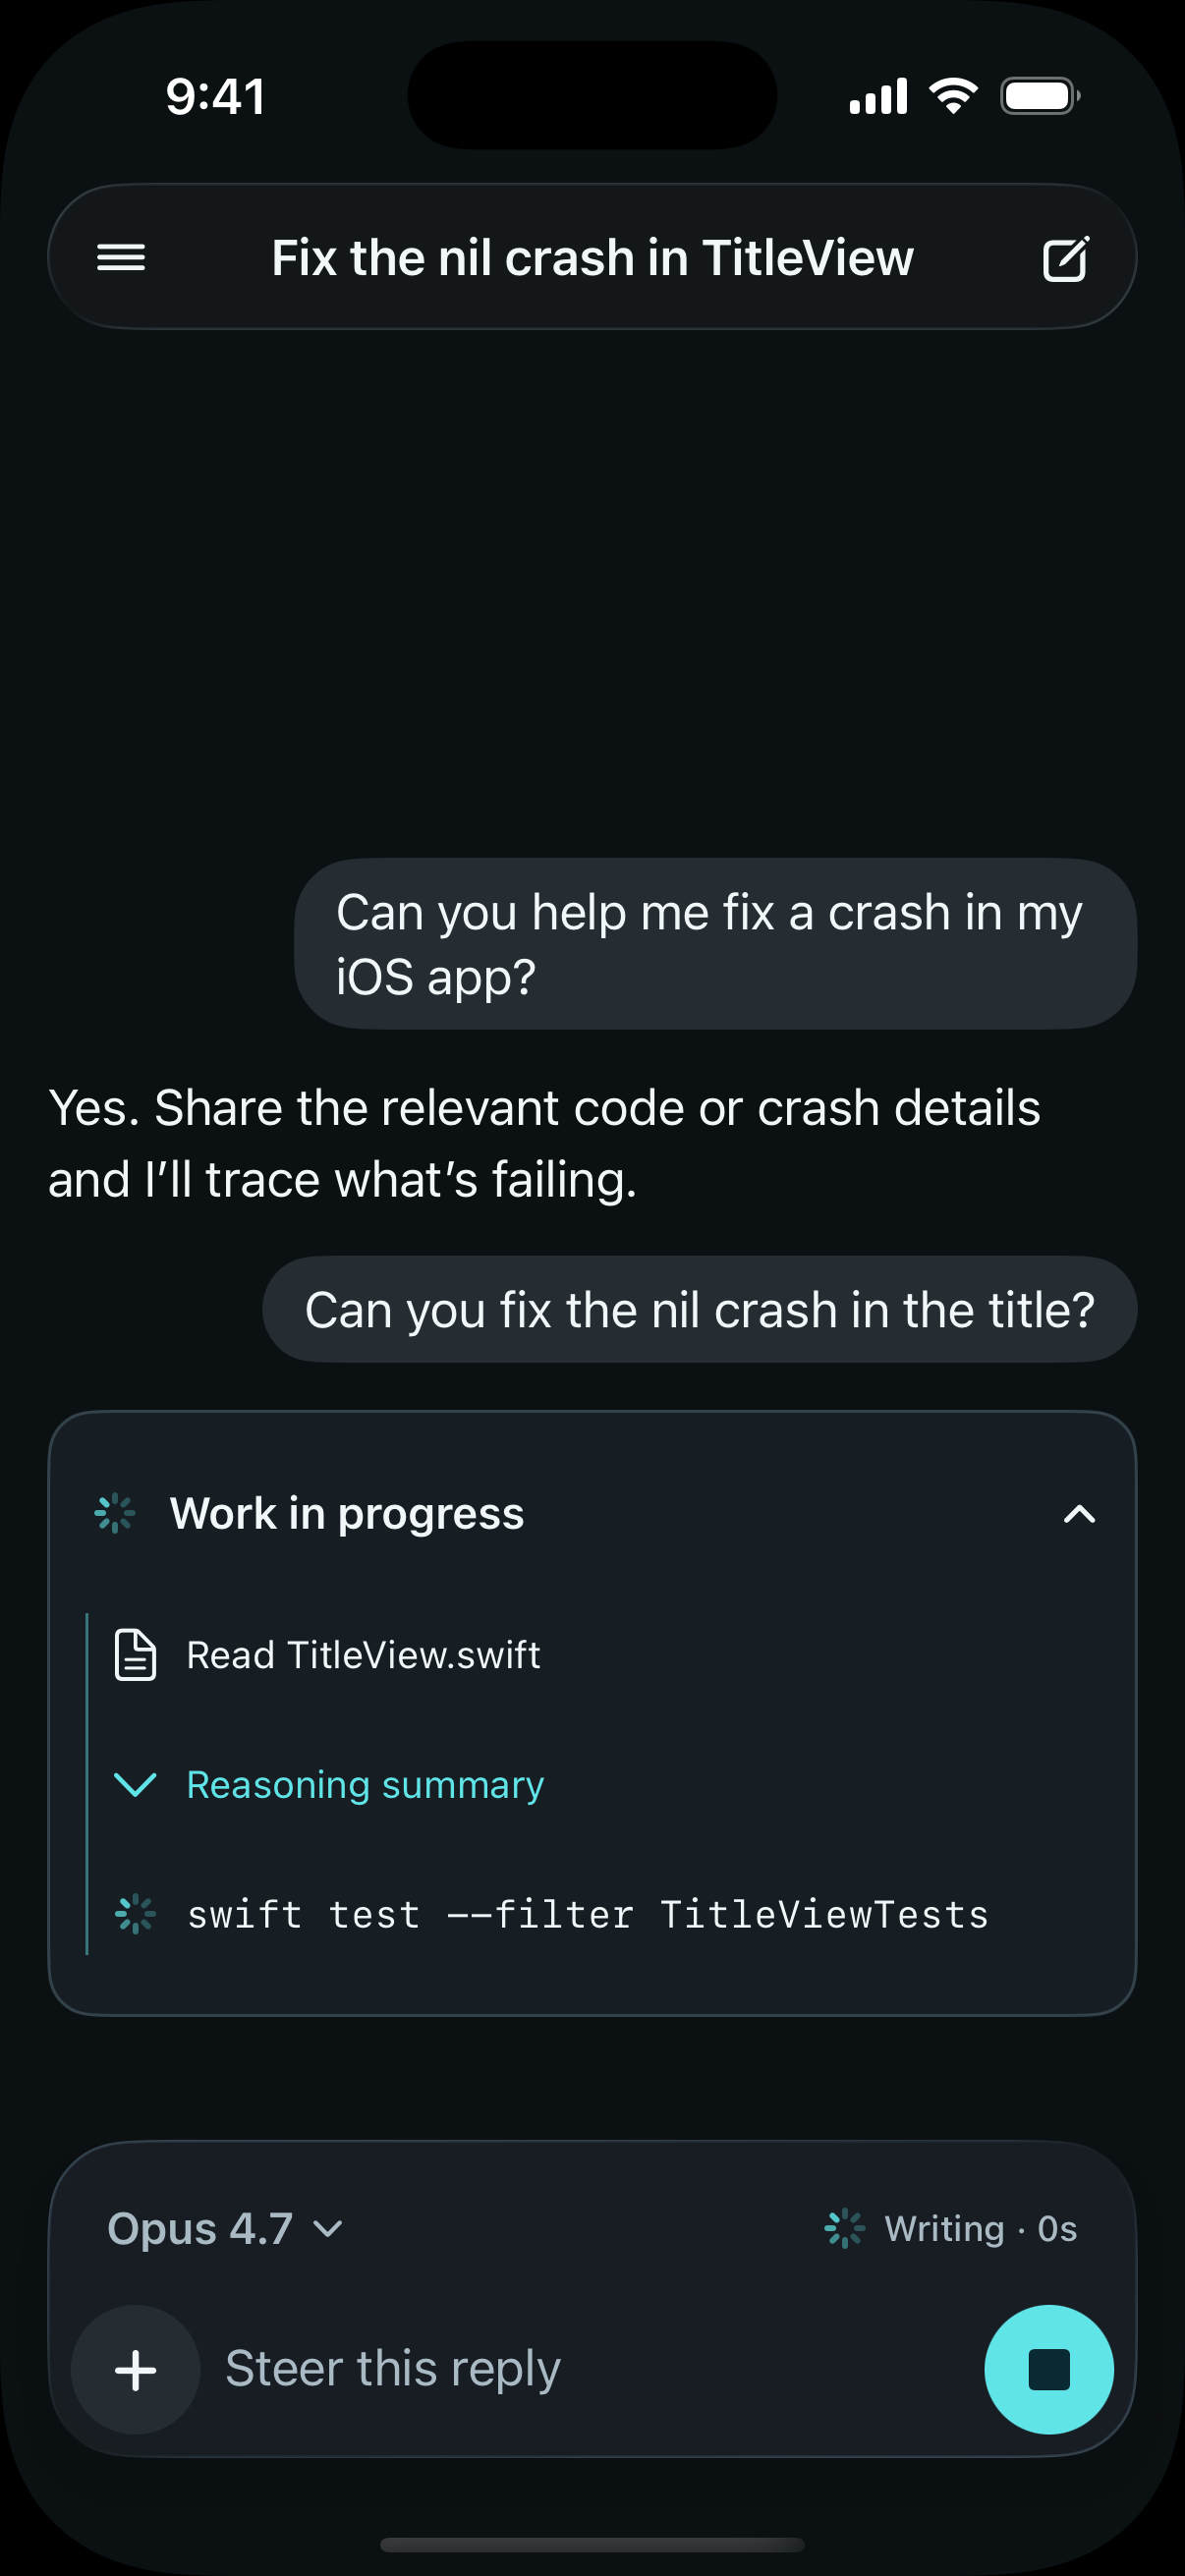 9:41
Fix the nil crash in TitleView
Can you help me fix a crash in my
iOS app?
Yes. Share the relevant code or crash details
and I’ll trace what’s failing.
Can you fix the nil crash in the title?
Work in progress
Read TitleView.swift
Reasoning summary
swift test --filter TitleViewTests
Opus 4.7
Writing · 0s
Steer this reply